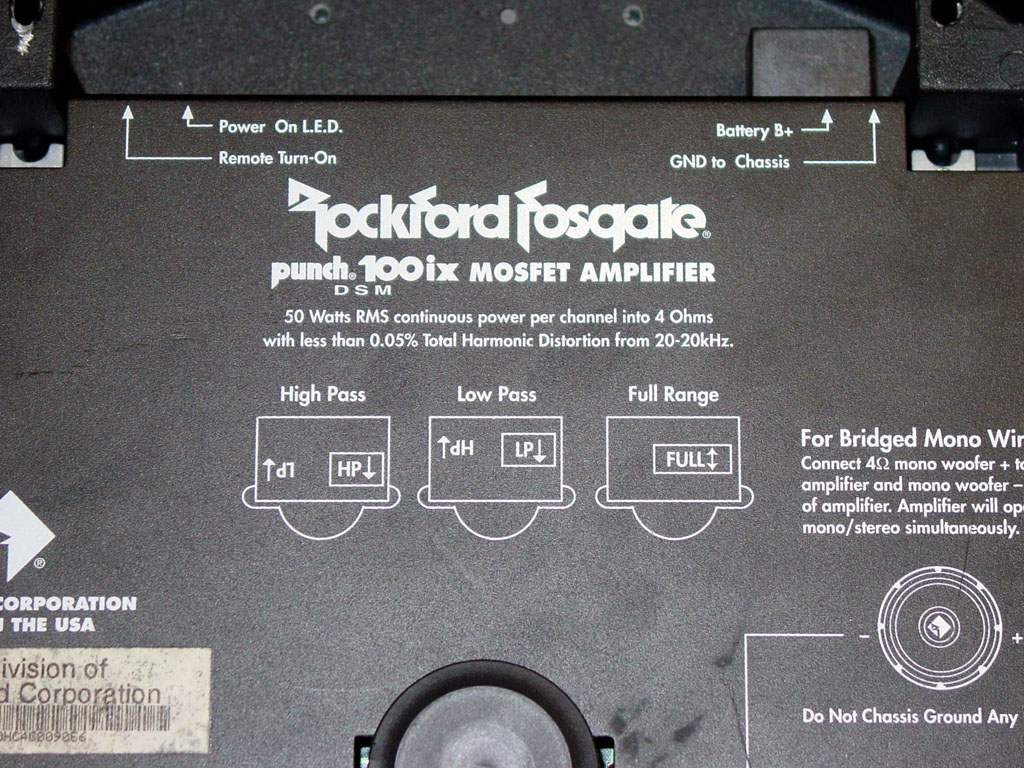 Power On L.E.D.
Remote Turn-On
Battery B+
GND to Chassis
Rockford Fosgate®
punch® 100ix MOSFET AMPLIFIER
DSM
50 Watts RMS continuous power per channel into 4 Ohms
with less than 0.05% Total Harmonic Distortion from 20-20kHz.
High Pass
Low Pass
Full Range
LP↑ HP↓
HP↑ LP↓
FULL↕
For Bridged Mono Wir
Connect 4Ω mono woofer + to
amplifier and mono woofer –
of amplifier. Amplifier will ope
mono/stereo simultaneously.
®
CORPORATION
THE USA
ivision of
d Corporation
– +
Do Not Chassis Ground Any